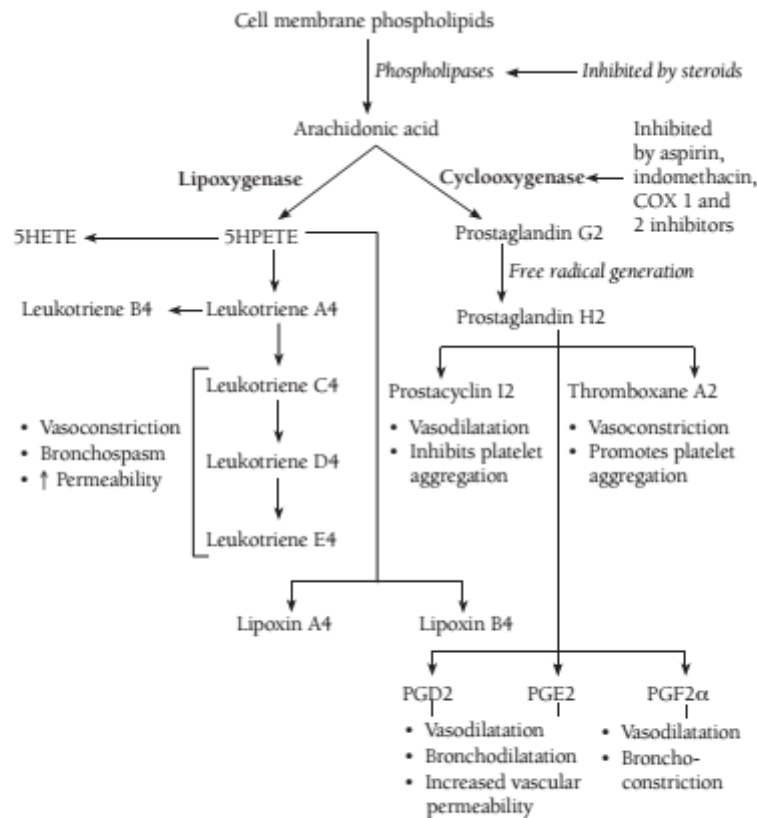 Cell membrane phospholipids
Phospholipases
Inhibited by steroids
Arachidonic acid
Inhibited
by aspirin,
indomethacin,
COX 1 and
2 inhibitors
Lipoxygenase
Cyclooxygenase
5HETE
5HPETE
Prostaglandin G2
Free radical generation
Leukotriene B4
Leukotriene A4
Prostaglandin H2
Leukotriene C4
Prostacyclin I2
Thromboxane A2
• Vasoconstriction
• Bronchospasm
• ↑ Permeability
• Vasodilatation
• Inhibits platelet
aggregation
• Vasoconstriction
• Promotes platelet
aggregation
Leukotriene D4
Leukotriene E4
Lipoxin A4
Lipoxin B4
PGD2
PGE2
PGF2α
• Vasodilatation
• Bronchodilatation
• Increased vascular
permeability
• Vasodilatation
• Broncho-
constriction